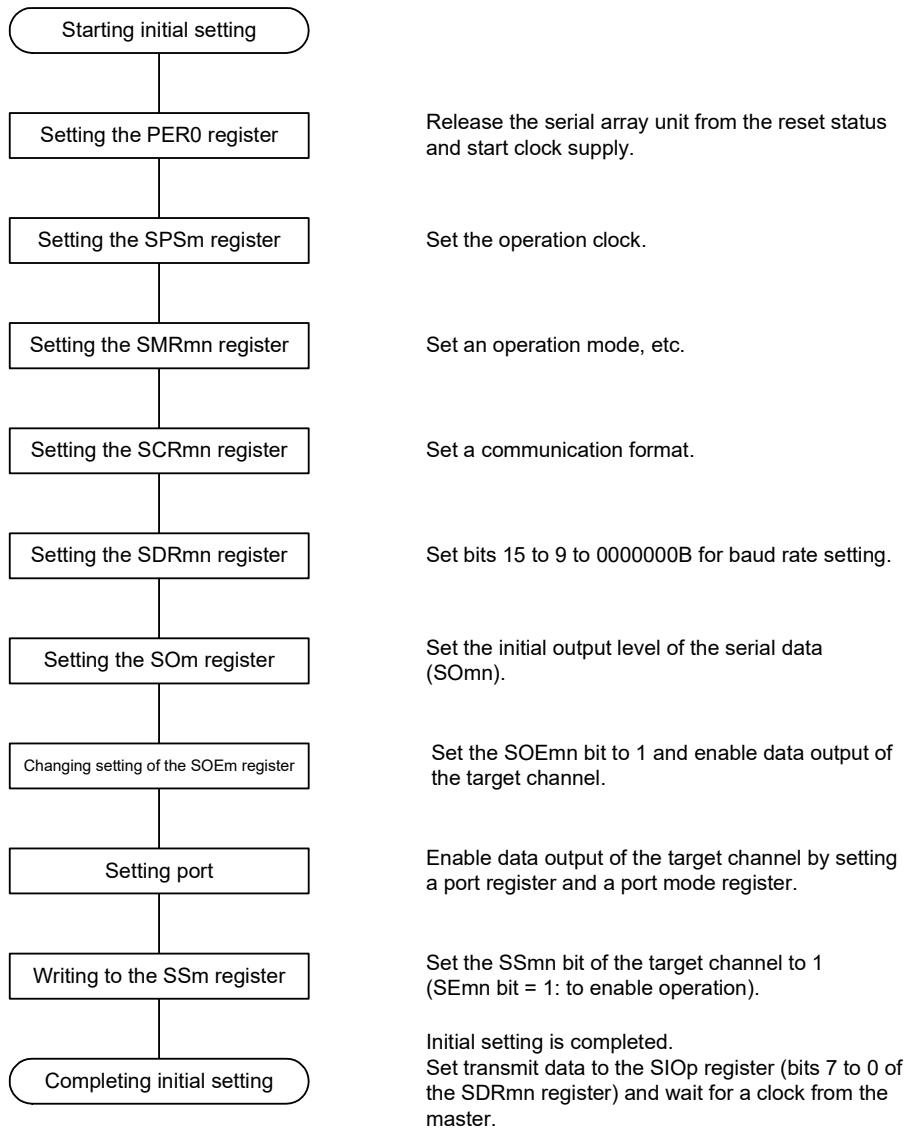 Starting initial setting
Setting the PER0 register
Release the serial array unit from the reset status
and start clock supply.
Setting the SPSm register
Set the operation clock.
Setting the SMRmn register
Set an operation mode, etc.
Setting the SCRmn register
Set a communication format.
Setting the SDRmn register
Set bits 15 to 9 to 0000000B for baud rate setting.
Setting the SOm register
Set the initial output level of the serial data
(SOmn).
Changing setting of the SOEm register
Set the SOEmn bit to 1 and enable data output of
the target channel.
Setting port
Enable data output of the target channel by setting
a port register and a port mode register.
Writing to the SSm register
Set the SSmn bit of the target channel to 1
(SEmn bit = 1: to enable operation).
Completing initial setting
Initial setting is completed.
Set transmit data to the SIOp register (bits 7 to 0 of
the SDRmn register) and wait for a clock from the
master.